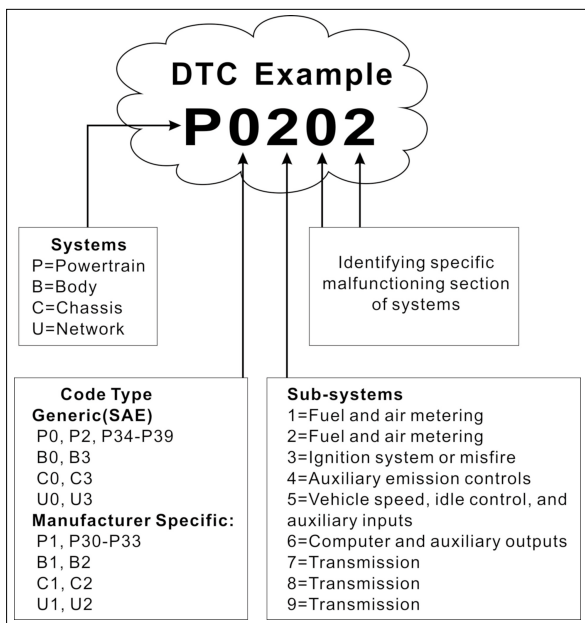 DTC Example
P0202
Systems
P=Powertrain
B=Body
C=Chassis
U=Network
Identifying specific
malfunctioning section
of systems
Code Type
Generic(SAE)
P0, P2, P34-P39
B0, B3
C0, C3
U0, U3
Manufacturer Specific:
P1, P30-P33
B1, B2
C1, C2
U1, U2
Sub-systems
1=Fuel and air metering
2=Fuel and air metering
3=Ignition system or misfire
4=Auxiliary emission controls
5=Vehicle speed, idle control, and
auxiliary inputs
6=Computer and auxiliary outputs
7=Transmission
8=Transmission
9=Transmission